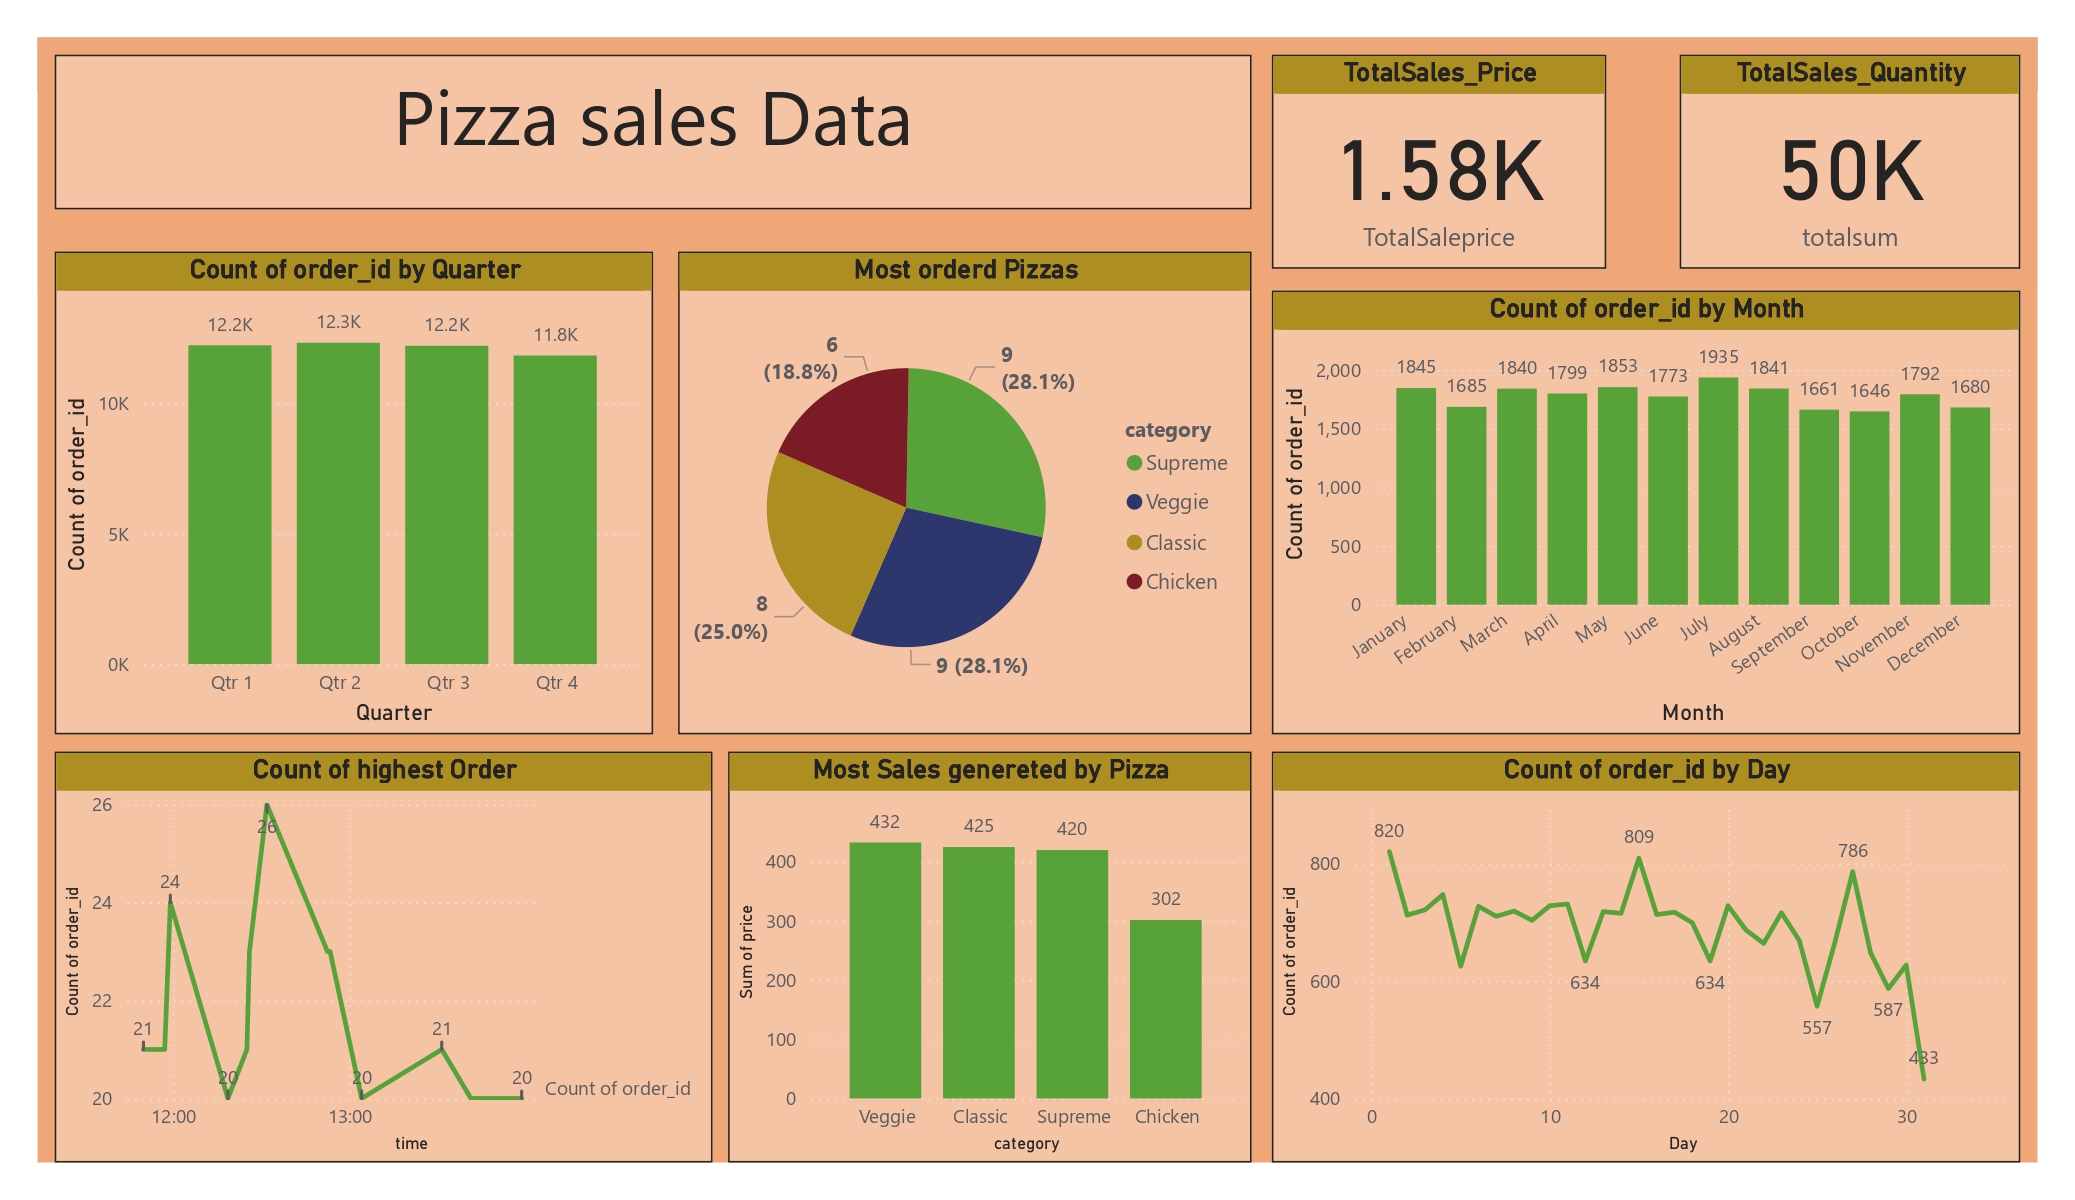 Pizza sales Data
TotalSales_Price
1.58K
TotalSaleprice
TotalSales_Quantity
50K
totalsum
Count of order_id by Quarter
12.2K
12.3K
12.2K
11.8K
10K
5K
0K
Count of order_id
Qtr 1
Qtr 2
Qtr 3
Qtr 4
Quarter
Most orderd Pizzas
6
(18.8%)
9
(28.1%)
8
(25.0%)
9 (28.1%)
category
Supreme
Veggie
Classic
Chicken
Count of order_id by Month
1845
1685
1840
1799
1853
1773
1935
1841
1661
1646
1792
1680
2,000
1,500
1,000
500
0
Count of order_id
January
February
March
April
May
June
July
August
September
October
November
December
Month
Count of highest Order
26
24
22
20
Count of order_id
21
24
20
26
20
21
20
Count of order_id
12:00
13:00
time
Most Sales genereted by Pizza
432
425
420
302
400
300
200
100
0
Sum of price
Veggie
Classic
Supreme
Chicken
category
Count of order_id by Day
820
809
786
634
634
557
587
433
800
600
400
Count of order_id
0
10
20
30
Day